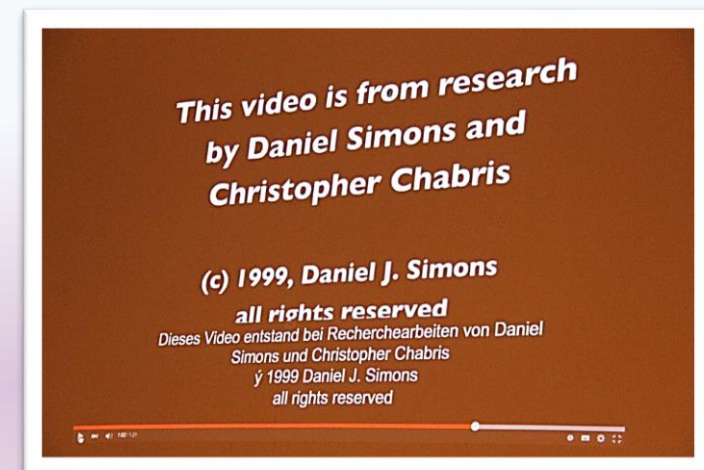 This video is from research
by Daniel Simons and
Christopher Chabris
(c) 1999, Daniel J. Simons
all rights reserved
Dieses Video entstand bei Recherchearbeiten von Daniel
Simons und Christopher Chabris
ý 1999 Daniel J. Simons
all rights reserved